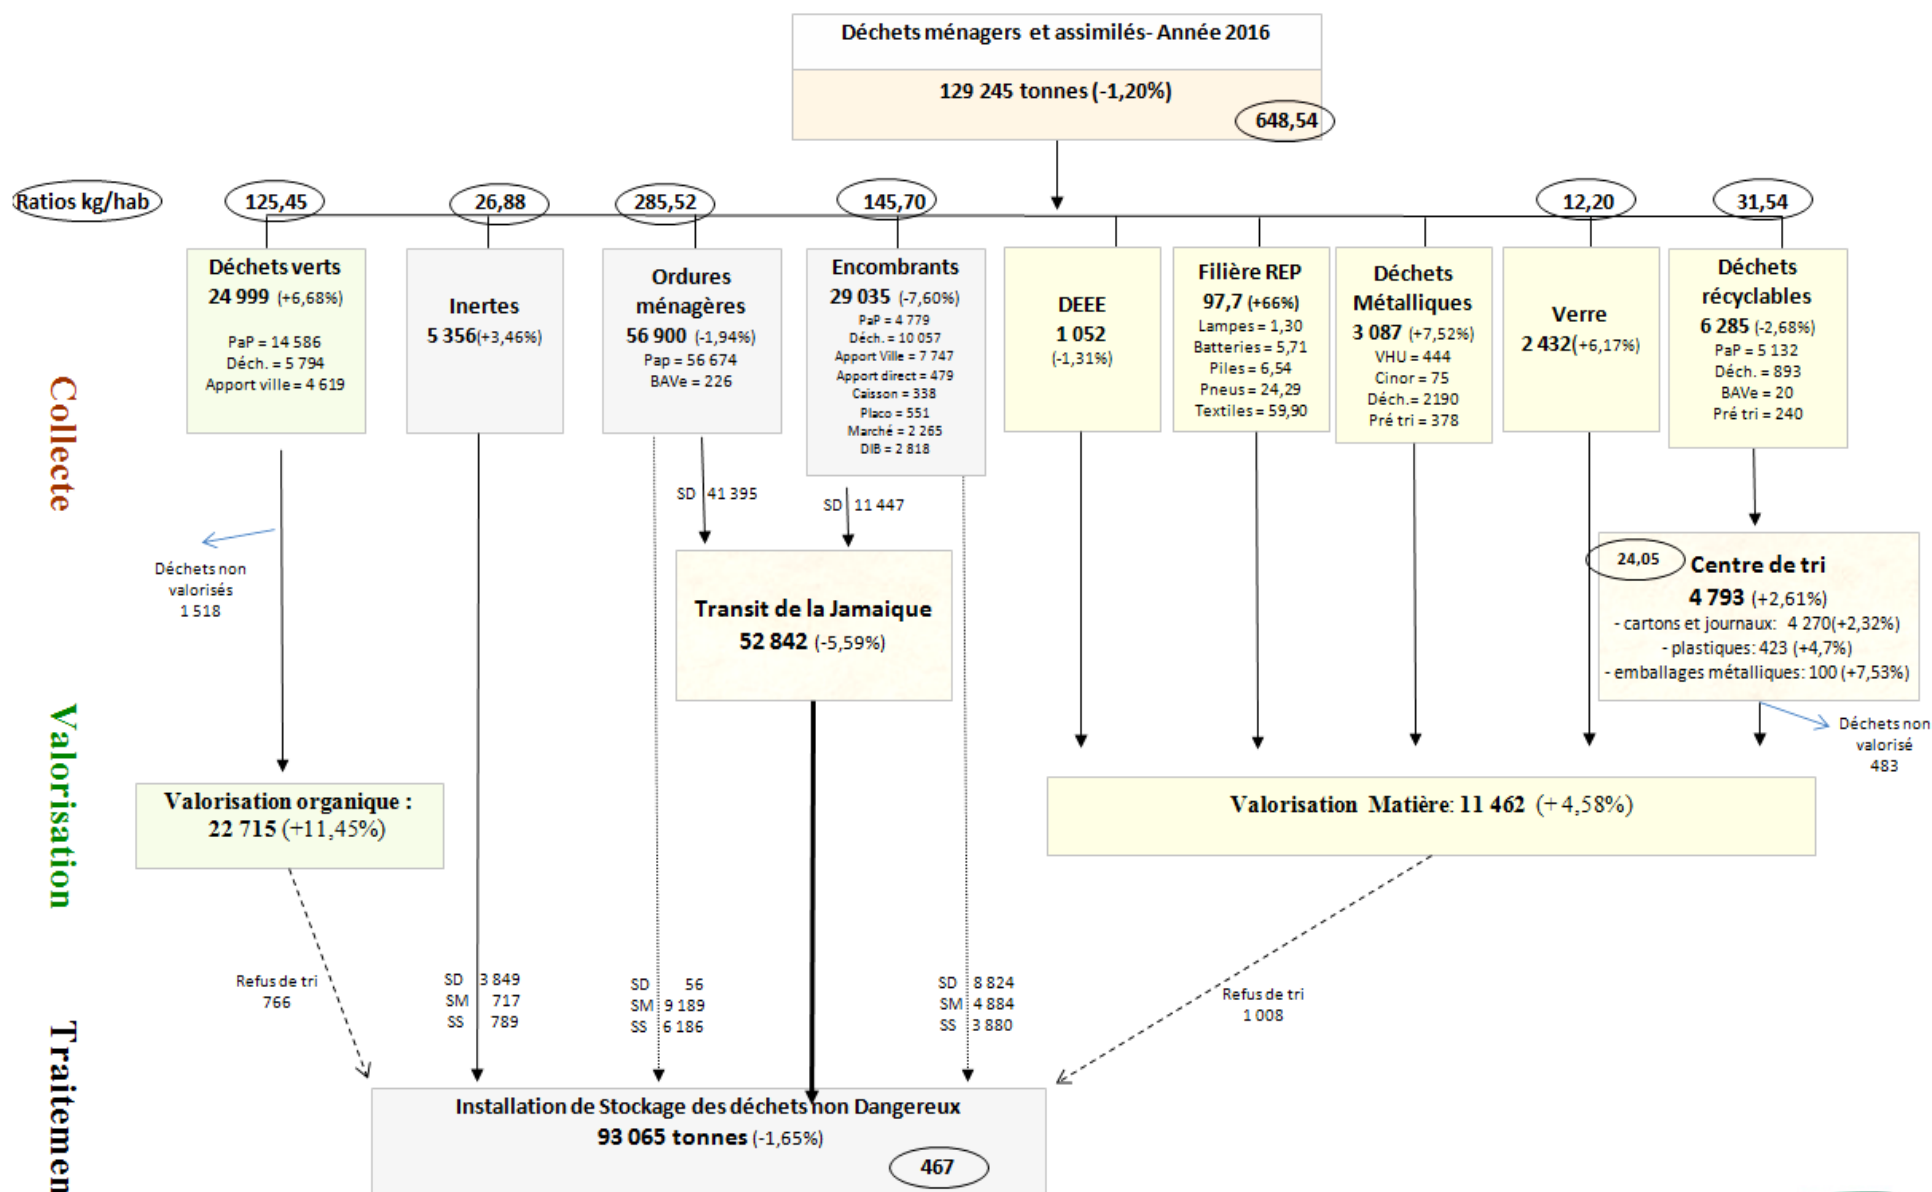 Déchets ménagers et assimilés- Année 2016
129 245 tonnes (-1,20%)
648,54
Ratios kg/hab
125,45
26,88
285,52
145,70
12,20
31,54
Déchets verts
24 999 (+6,68%)
PaP = 14 586
Déch. = 5 794
Apport ville = 4 619
Inertes
5 356(+3,46%)
Ordures
ménagères
56 900 (-1,94%)
Pap = 56 674
BAVe = 226
Encombrants
29 035 (-7,60%)
PaP = 4 779
Déch. = 10 057
Apport Ville = 7 747
Apport direct = 479
Caisson = 338
Placo = 551
Marché = 2 265
DIB = 2 818
DEEE
1 052
(-1,31%)
Filière REP
97,7 (+66%)
Lampes = 1,30
Batteries = 5,71
Piles = 6,54
Pneus = 24,29
Textiles = 59,90
Déchets
Métalliques
3 087 (+7,52%)
VHU = 444
Cinor = 75
Déch.= 2190
Pré tri = 378
Verre
2 432(+6,17%)
Déchets
récyclables
6 285 (-2,68%)
PaP = 5 132
Déch. = 893
BAVe = 20
Pré tri = 240
Collecte
SD 41 395
SD 11 447
Déchets non
valorisés
1 518
Transit de la Jamaique
52 842 (-5,59%)
24,05
Centre de tri
4 793 (+2,61%)
- cartons et journaux: 4 270(+2,32%)
- plastiques: 423 (+4,7%)
- emballages métalliques: 100 (+7,53%)
Déchets non
valorisé
483
Valorisation
Valorisation organique :
22 715 (+11,45%)
Valorisation Matière: 11 462 (+ 4,58%)
Refus de tri
766
SD 3 849
SM 717
SS 789
SD 56
SM 9 189
SS 6 186
SD 8 824
SM 4 884
SS 3 880
Refus de tri
1 008
Traitemen
Installation de Stockage des déchets non Dangereux
93 065 tonnes (-1,65%)
467